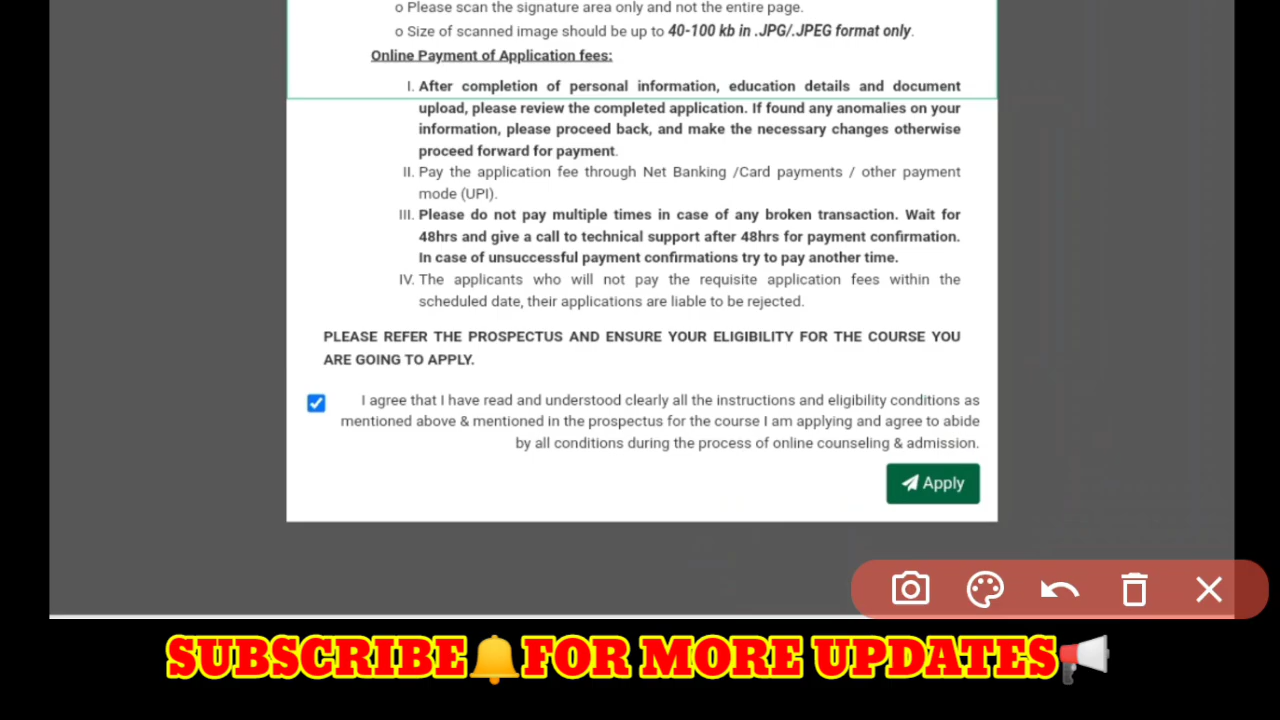 o Please scan the signature area only and not the entire page.
o Size of scanned image should be up to 40-100 kb in .JPG/.JPEG format only.
Online Payment of Application fees:
I. After completion of personal information, education details and document
upload, please review the completed application. If found any anomalies on your
information, please proceed back, and make the necessary changes otherwise
proceed forward for payment.
II. Pay the application fee through Net Banking /Card payments / other payment
mode (UPI).
III. Please do not pay multiple times in case of any broken transaction. Wait for
48hrs and give a call to technical support after 48hrs for payment confirmation.
In case of unsuccessful payment confirmations try to pay another time.
IV. The applicants who will not pay the requisite application fees within the
scheduled date, their applications are liable to be rejected.
PLEASE REFER THE PROSPECTUS AND ENSURE YOUR ELIGIBILITY FOR THE COURSE YOU
ARE GOING TO APPLY.
I agree that I have read and understood clearly all the instructions and eligibility conditions as
mentioned above & mentioned in the prospectus for the course I am applying and agree to abide
by all conditions during the process of online counseling & admission.
Apply
SUBSCRIBE🔔FOR MORE UPDATES📢